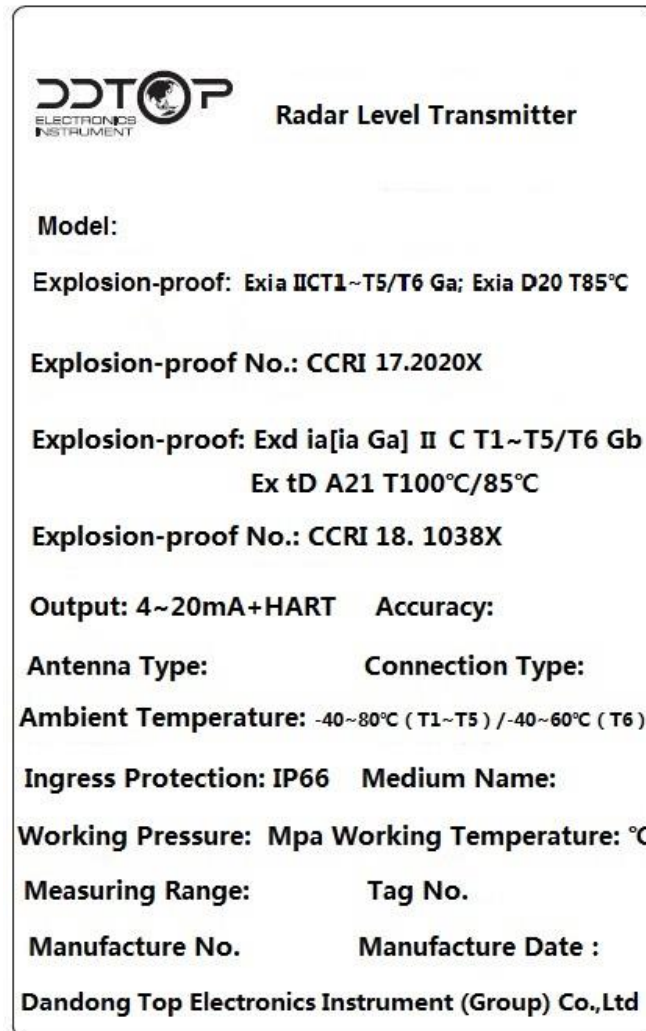 DDTOP
ELECTRONICS
INSTRUMENT
Radar Level Transmitter
Model:
Explosion-proof: Exia IICT1~T5/T6 Ga; Exia D20 T85℃
Explosion-proof No.: CCRI 17.2020X
Explosion-proof: Exd ia[ia Ga] II C T1~T5/T6 Gb
Ex tD A21 T100℃/85℃
Explosion-proof No.: CCRI 18. 1038X
Output: 4~20mA+HART Accuracy:
Antenna Type: Connection Type:
Ambient Temperature: -40~80℃ ( T1~T5 ) /-40~60℃ ( T6 )
Ingress Protection: IP66 Medium Name:
Working Pressure: Mpa Working Temperature: ℃
Measuring Range: Tag No.
Manufacture No. Manufacture Date :
Dandong Top Electronics Instrument (Group) Co.,Ltd